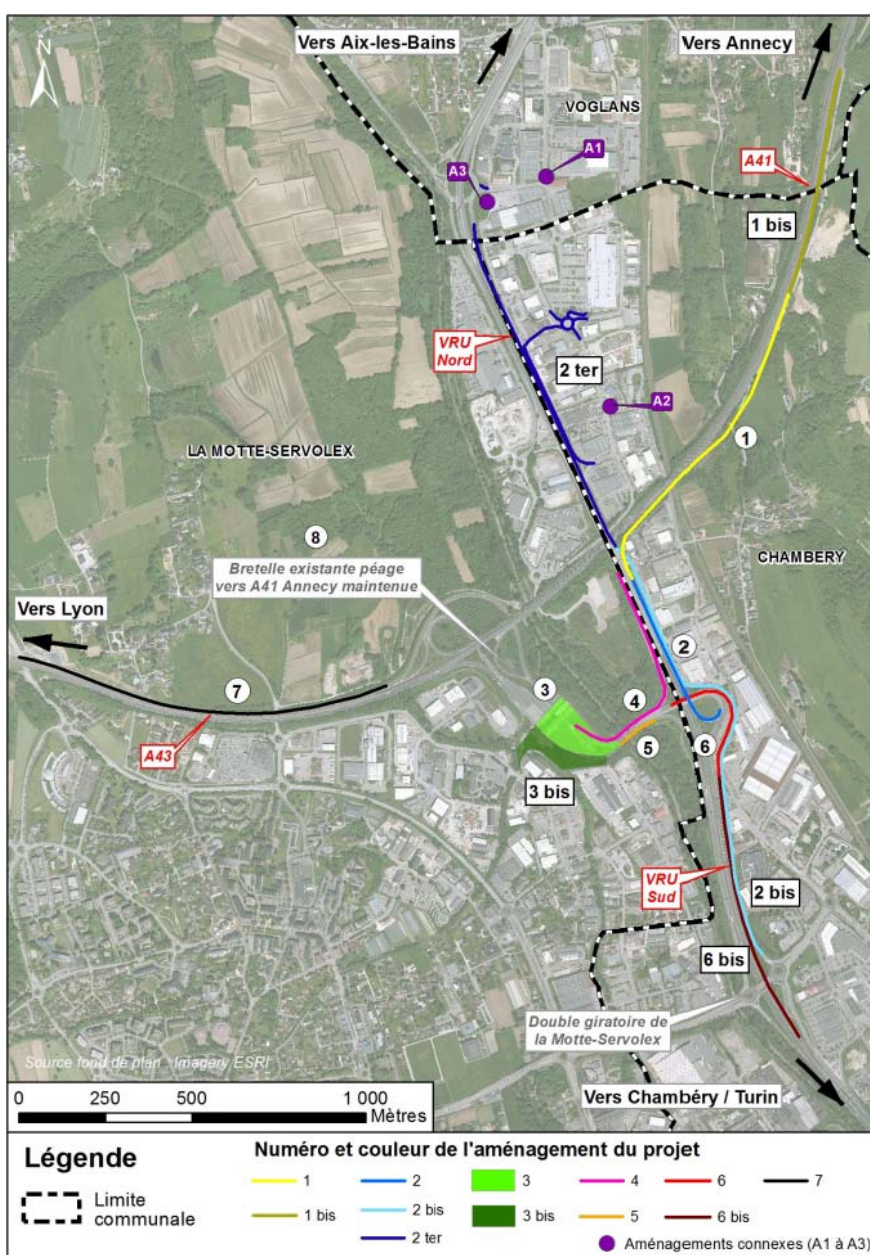 Vers Aix-les-Bains
Vers Annecy
N
VOGLANS
A1
A3
A41
1 bis
VRU
Nord
2 ter
A2
LA MOTTE-SERVOLEX
1
8
Bretelle existante péage
vers A41 Annecy maintenue
CHAMBERY
Vers Lyon
2
7
3
4
A43
5
6
3 bis
VRU
Sud
2 bis
6 bis
Double giratoire de
la Motte-Servolex
Source fond de plan : Imagery ESRI
Vers Chambéry / Turin
0 250 500 1 000
Mètres
Légende
Limite
communale
Numéro et couleur de l'aménagement du projet
1 2 3 4 6 7
1 bis 2 bis 3 bis 5 6 bis
2 ter
Aménagements connexes (A1 à A3)